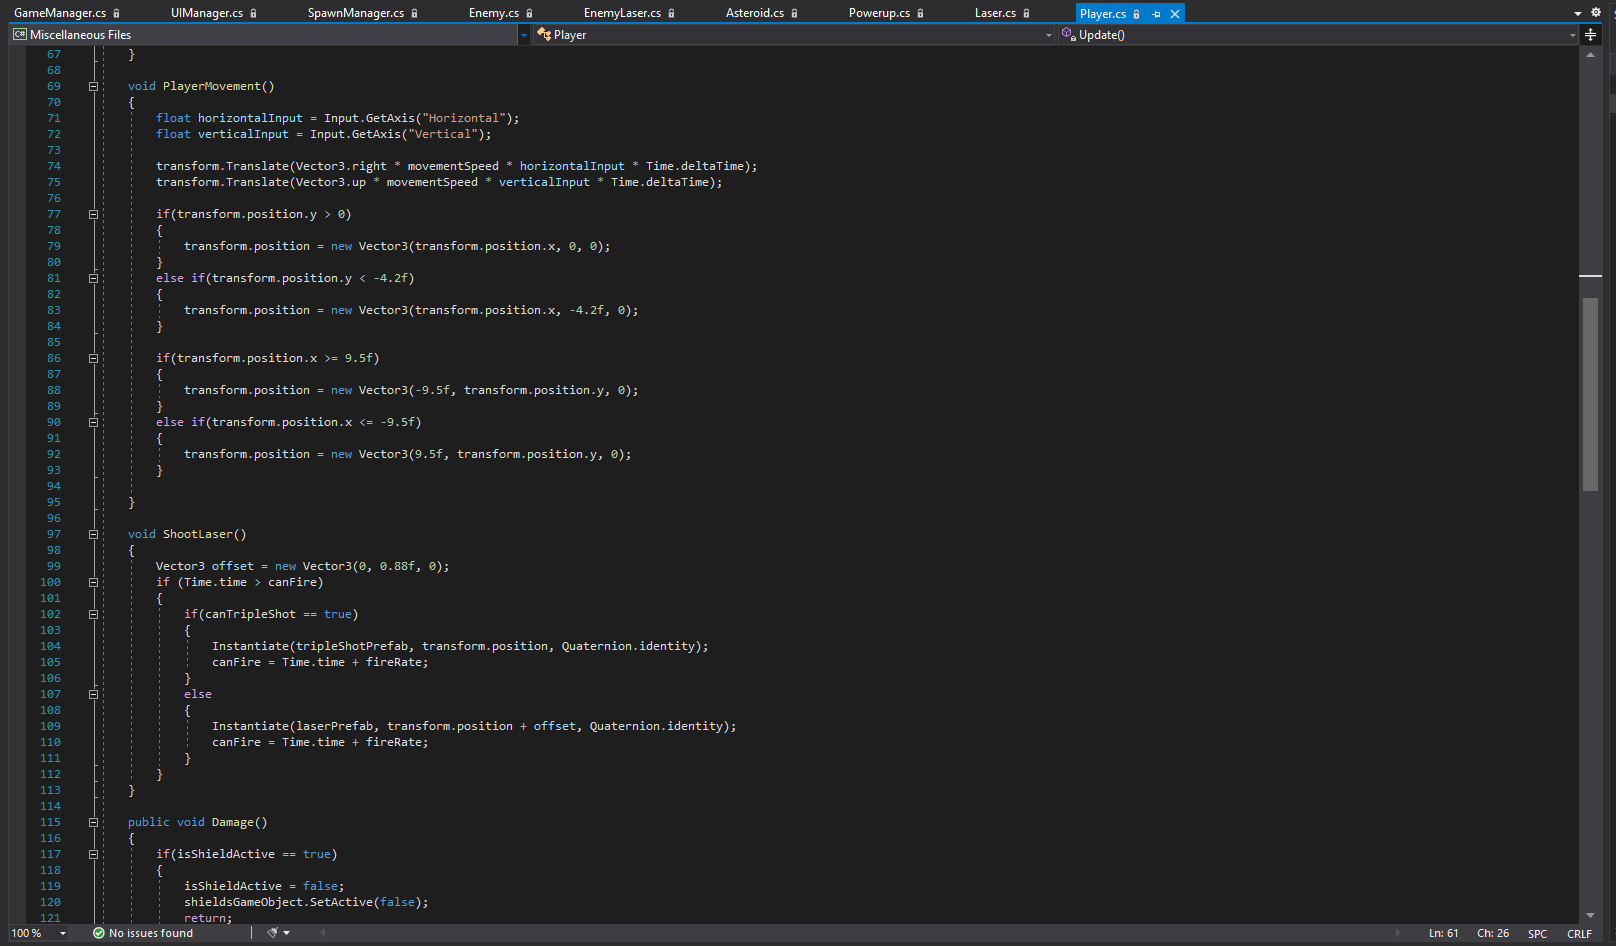 GameManager.cs UIManager.cs SpawnManager.cs Enemy.cs EnemyLaser.cs Asteroid.cs Powerup.cs Laser.cs Player.cs
C# Miscellaneous Files Player Update()
67 }
68
69 void PlayerMovement()
70 {
71 float horizontalInput = Input.GetAxis("Horizontal");
72 float verticalInput = Input.GetAxis("Vertical");
73
74 transform.Translate(Vector3.right * movementSpeed * horizontalInput * Time.deltaTime);
75 transform.Translate(Vector3.up * movementSpeed * verticalInput * Time.deltaTime);
76
77 if(transform.position.y > 0)
78 {
79 transform.position = new Vector3(transform.position.x, 0, 0);
80 }
81 else if(transform.position.y < -4.2f)
82 {
83 transform.position = new Vector3(transform.position.x, -4.2f, 0);
84 }
85
86 if(transform.position.x >= 9.5f)
87 {
88 transform.position = new Vector3(-9.5f, transform.position.y, 0);
89 }
90 else if(transform.position.x <= -9.5f)
91 {
92 transform.position = new Vector3(9.5f, transform.position.y, 0);
93 }
94
95 }
96
97 void ShootLaser()
98 {
99 Vector3 offset = new Vector3(0, 0.88f, 0);
100 if (Time.time > canFire)
101 {
102 if(canTripleShot == true)
103 {
104 Instantiate(tripleShotPrefab, transform.position, Quaternion.identity);
105 canFire = Time.time + fireRate;
106 }
107 else
108 {
109 Instantiate(laserPrefab, transform.position + offset, Quaternion.identity);
110 canFire = Time.time + fireRate;
111 }
112 }
113 }
114
115 public void Damage()
116 {
117 if(isShieldActive == true)
118 {
119 isShieldActive = false;
120 shieldsGameObject.SetActive(false);
121 return;
100 % No issues found Ln: 61 Ch: 26 SPC CRLF